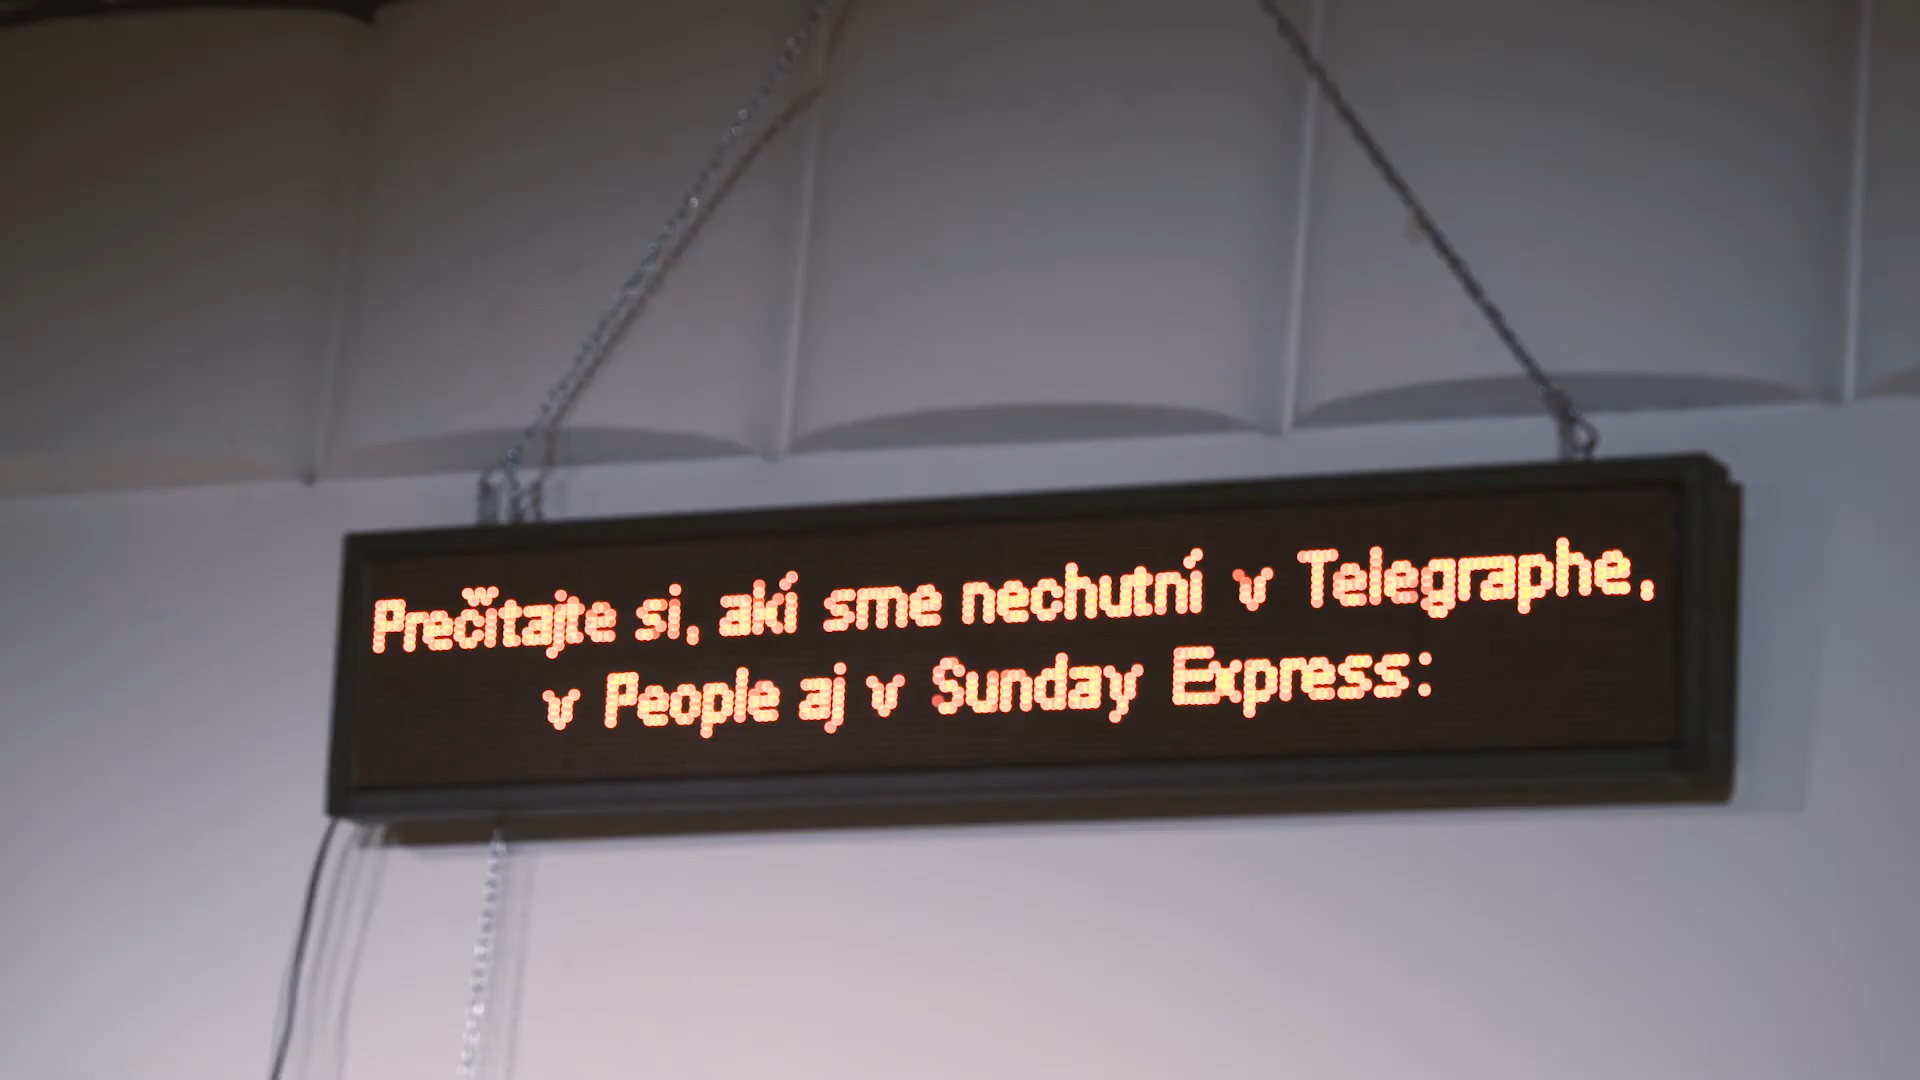 Prečítajte si, akí sme nechutní v Telegraphe,
v People aj v Sunday Express: